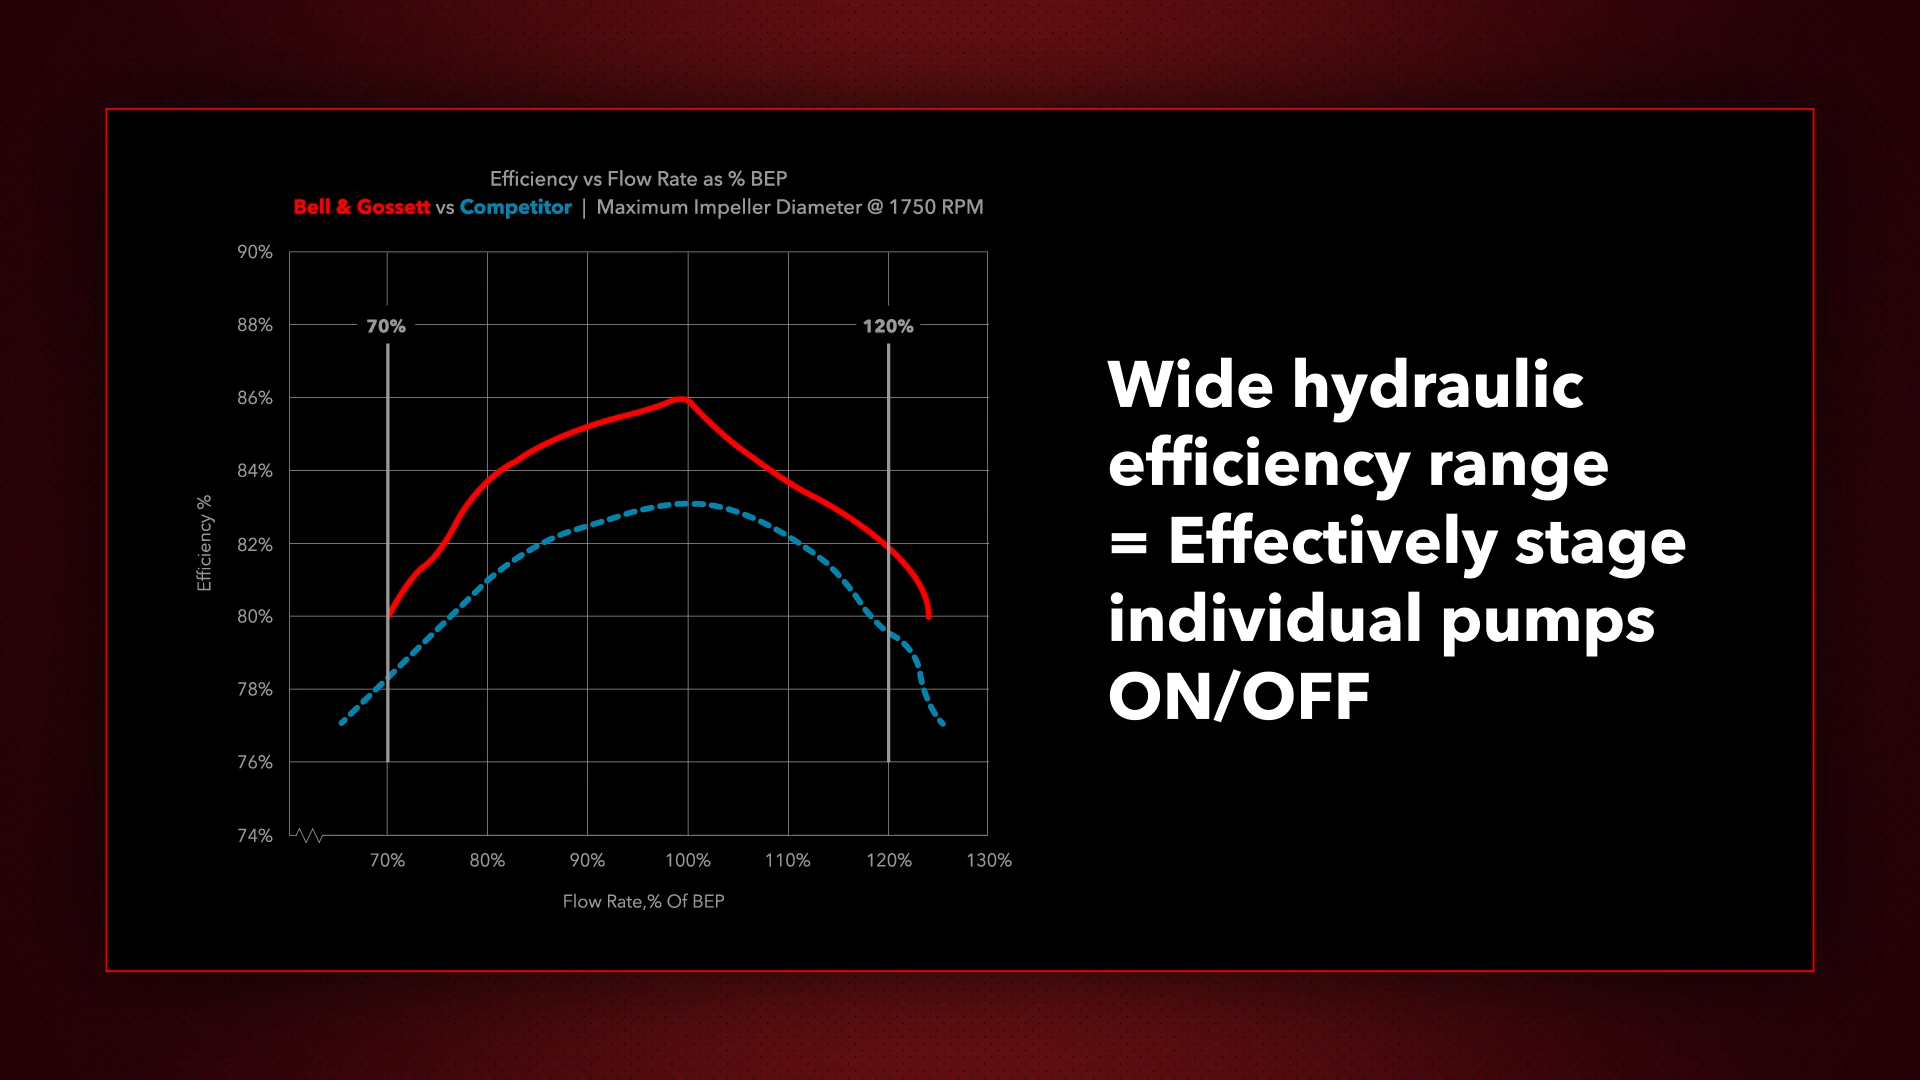 Efficiency vs Flow Rate as % BEP
Bell & Gossett vs Competitor | Maximum Impeller Diameter @ 1750 RPM
90%
88%
86%
84%
82%
80%
78%
76%
74%
70%
120%
Efficiency %
70% 80% 90% 100% 110% 120% 130%
Flow Rate,% Of BEP
Wide hydraulic
efficiency range
= Effectively stage
individual pumps
ON/OFF